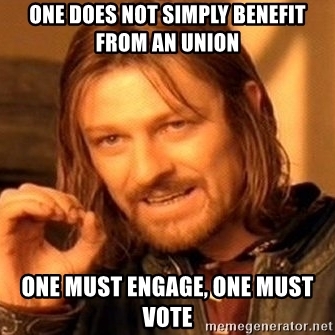 ONE DOES NOT SIMPLY BENEFIT
FROM AN UNION
ONE MUST ENGAGE, ONE MUST
VOTE
memegenerator.net